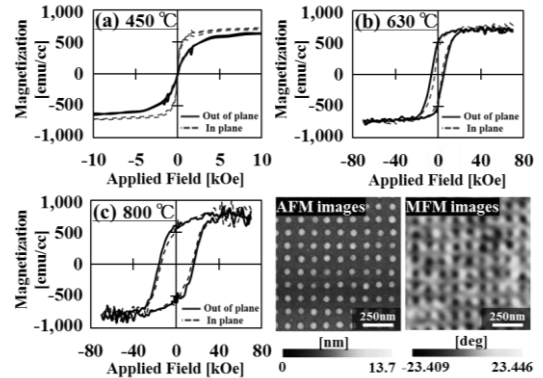 (a) 450 ℃
Magnetization
[emu/cc]
1,000
500
0
-500
-1,000
Out of plane
In plane
-10 -5 0 5 10
Applied Field [kOe]
(b) 630 ℃
Magnetization
[emu/cc]
1,000
500
0
-500
-1,000
Out of plane
In plane
-80 -40 0 40 80
Applied Field [kOe]
(c) 800 ℃
Magnetization
[emu/cc]
1,000
500
0
-500
-1,000
Out of plane
In plane
-80 -40 0 40 80
Applied Field [kOe]
AFM images
250nm
[nm]
0 13.7
MFM images
250nm
[deg]
-23.409 23.446